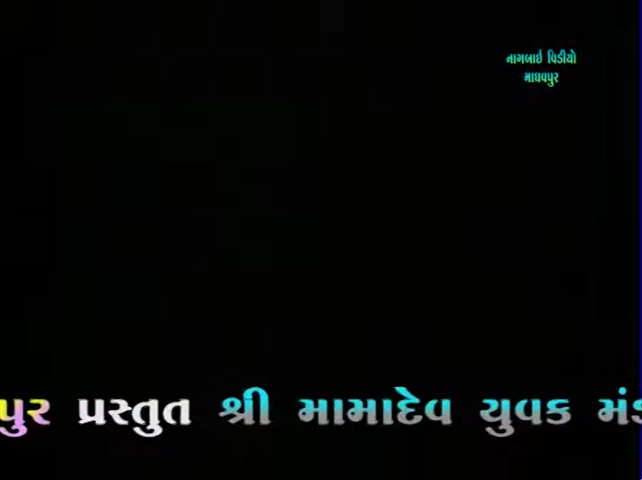 નાગબાઇ વિડીયો
માધવપુર
પુર પ્રસ્તુત શ્રી મામાદેવ યુવક